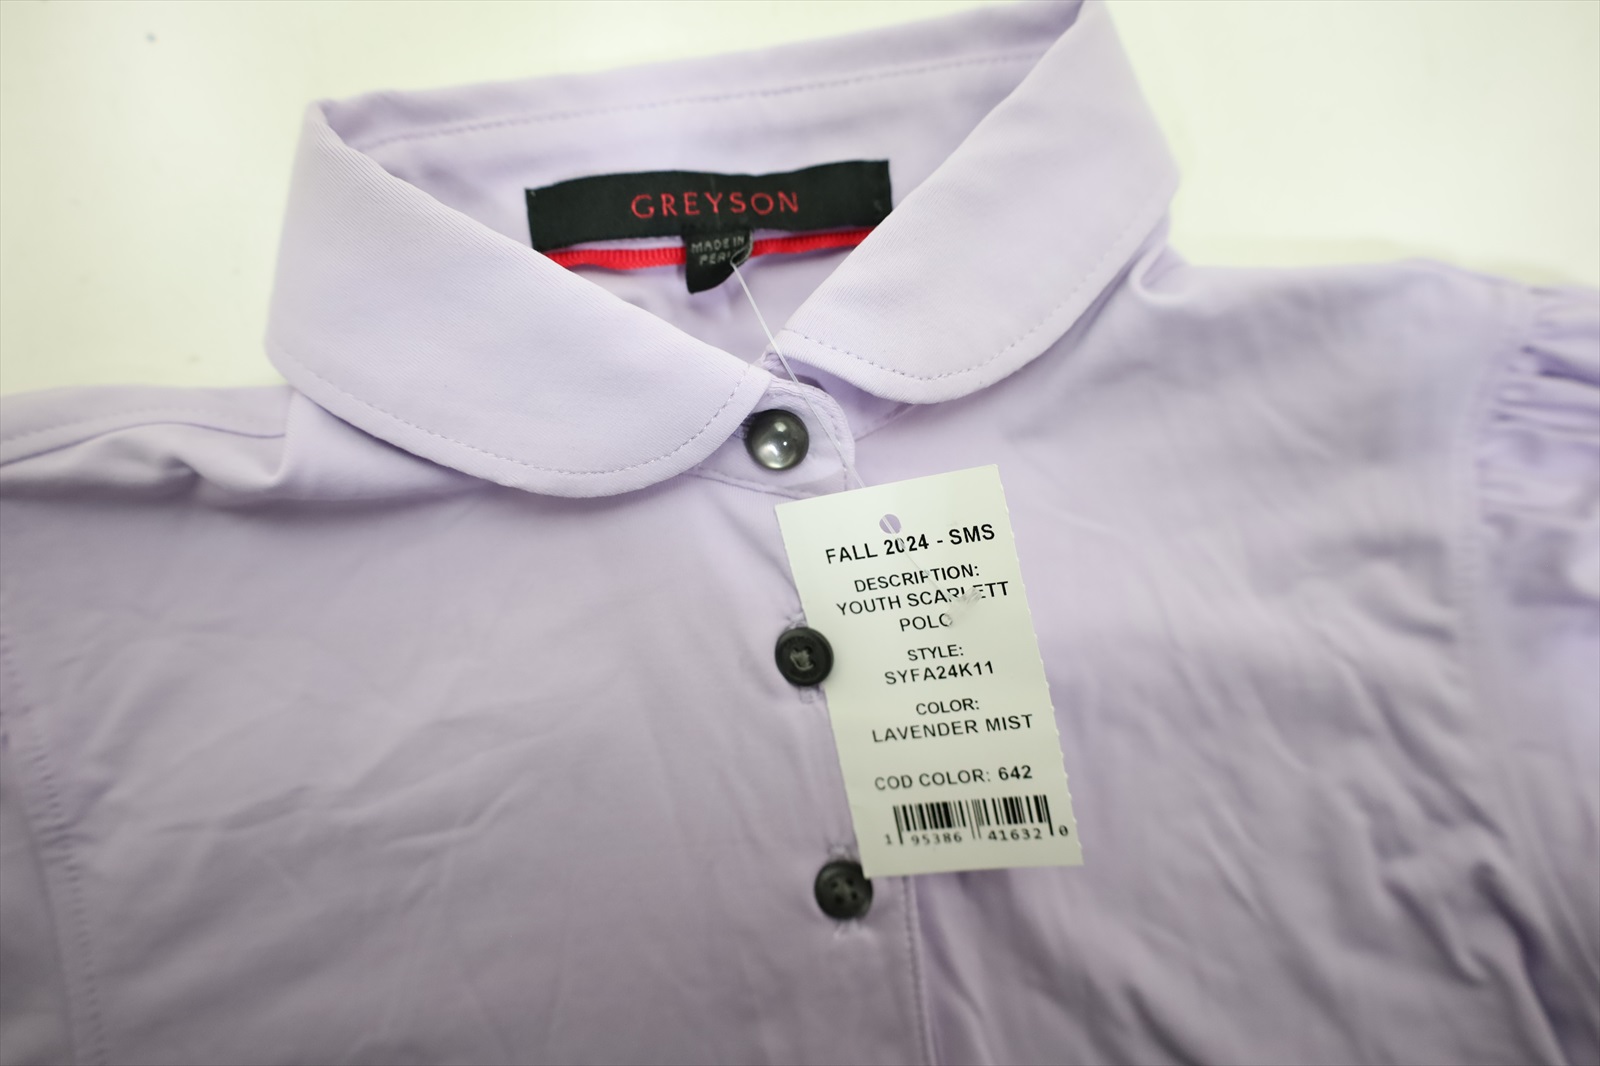 GREYSON
MADE IN
PERU
FALL 2024 - SMS
DESCRIPTION:
YOUTH SCARLETT
POLO
STYLE:
SYFA24K11
COLOR:
LAVENDER MIST
COD COLOR: 642
1 95386 41632 0